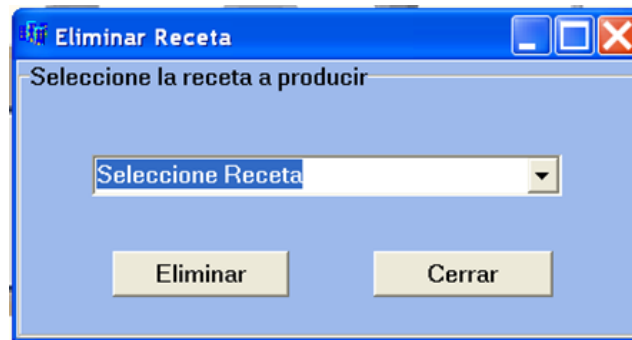 Eliminar Receta
Seleccione la receta a producir
Seleccione Receta
Eliminar Cerrar